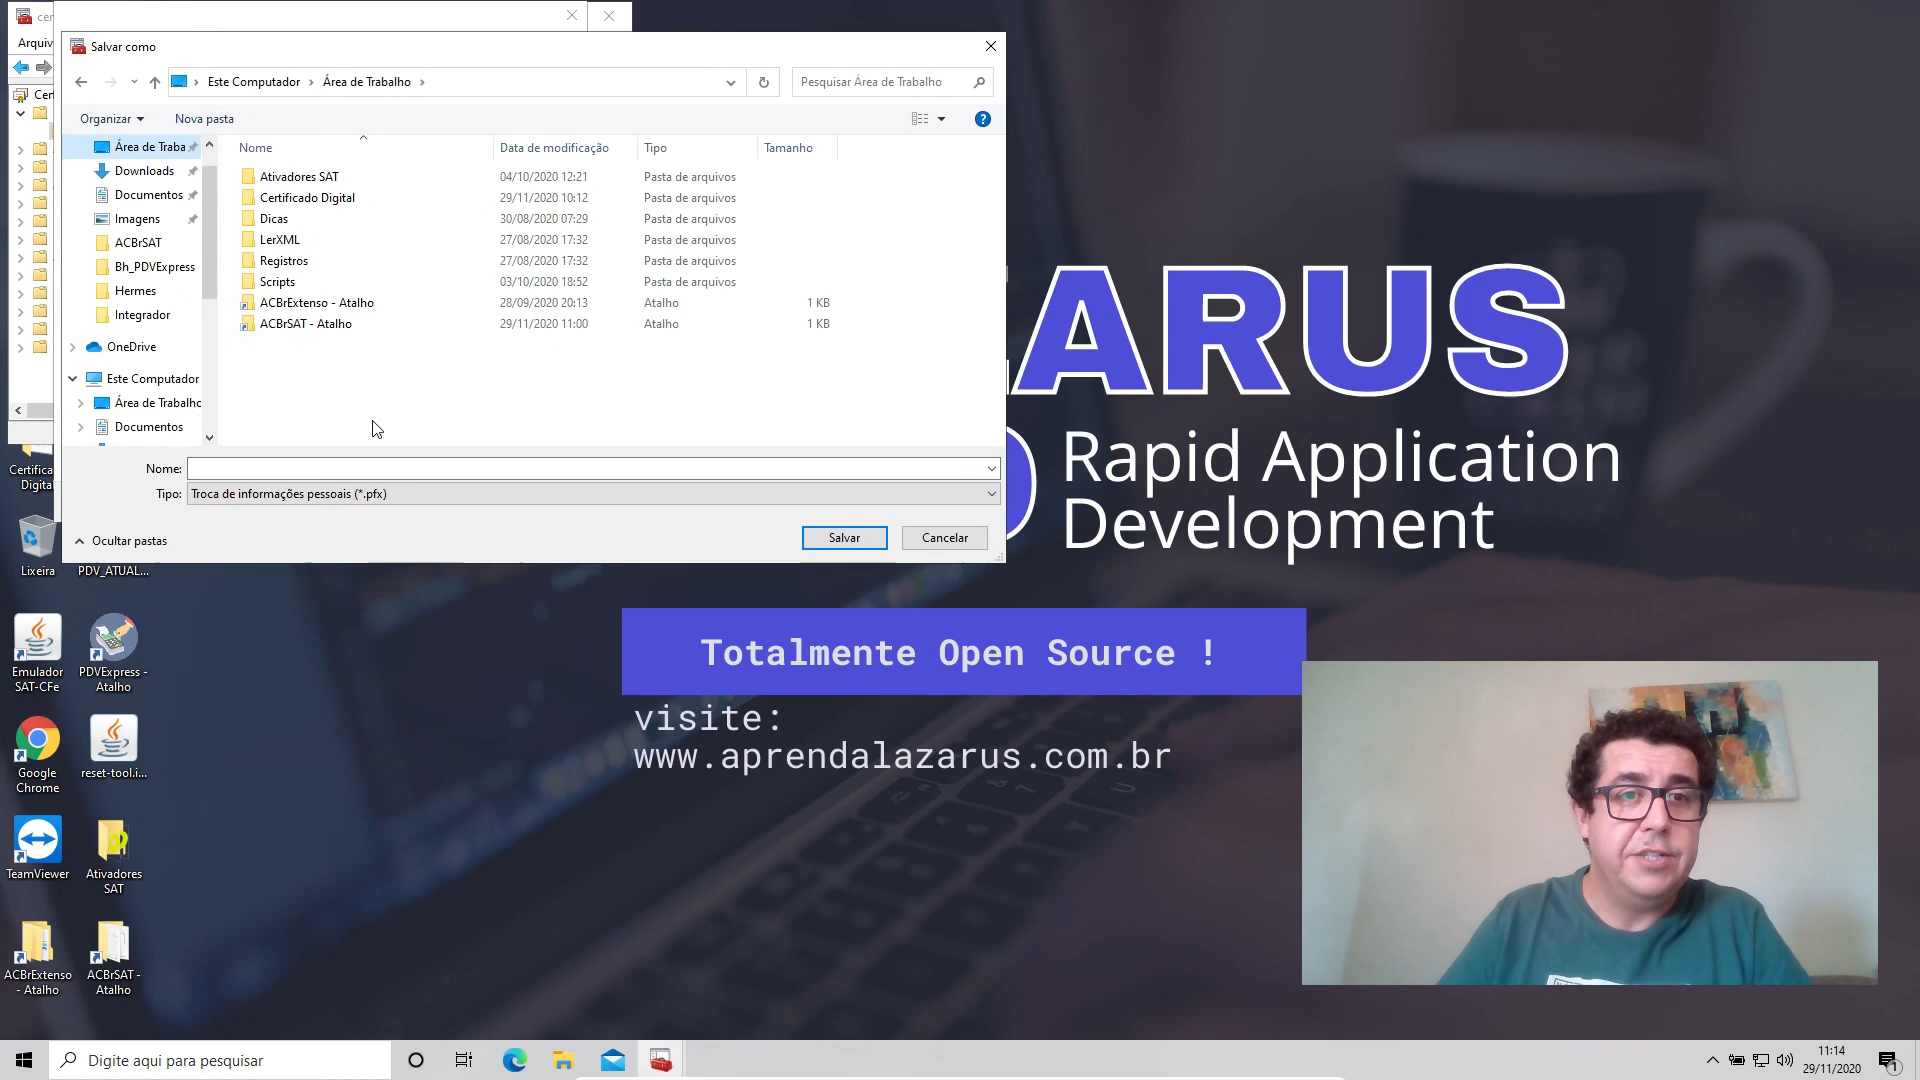 cer
Arquiv
Cert
Salvar como
Este Computador
Área de Trabalho
Pesquisar Área de Trabalho
Organizar
Nova pasta
Área de Traba
Downloads
Documentos
Imagens
ACBrSAT
Bh_PDVExpress
Hermes
Integrador
OneDrive
Este Computador
Área de Trabalho
Documentos
Nome Data de modificação Tipo Tamanho
Ativadores SAT 04/10/2020 12:21 Pasta de arquivos
Certificado Digital 29/11/2020 10:12 Pasta de arquivos
Dicas 30/08/2020 07:29 Pasta de arquivos
LerXML 27/08/2020 17:32 Pasta de arquivos
Registros 27/08/2020 17:32 Pasta de arquivos
Scripts 03/10/2020 18:52 Pasta de arquivos
ACBrExtenso - Atalho 28/09/2020 20:13 Atalho 1 KB
ACBrSAT - Atalho 29/11/2020 11:00 Atalho 1 KB
Nome:
Tipo: Troca de informações pessoais (*.pfx)
Ocultar pastas
Salvar
Cancelar
ARUS
Rapid Application
Development
Totalmente Open Source !
visite:
www.aprendalazarus.com.br
Certifica
Digital
Lixeira
PDV_ATUAL...
Emulador
SAT-CFe
PDVExpress -
Atalho
Google
Chrome
reset-tool.i...
TeamViewer
Ativadores
SAT
ACBrExtenso
- Atalho
ACBrSAT -
Atalho
Digite aqui para pesquisar
11:14
29/11/2020
1